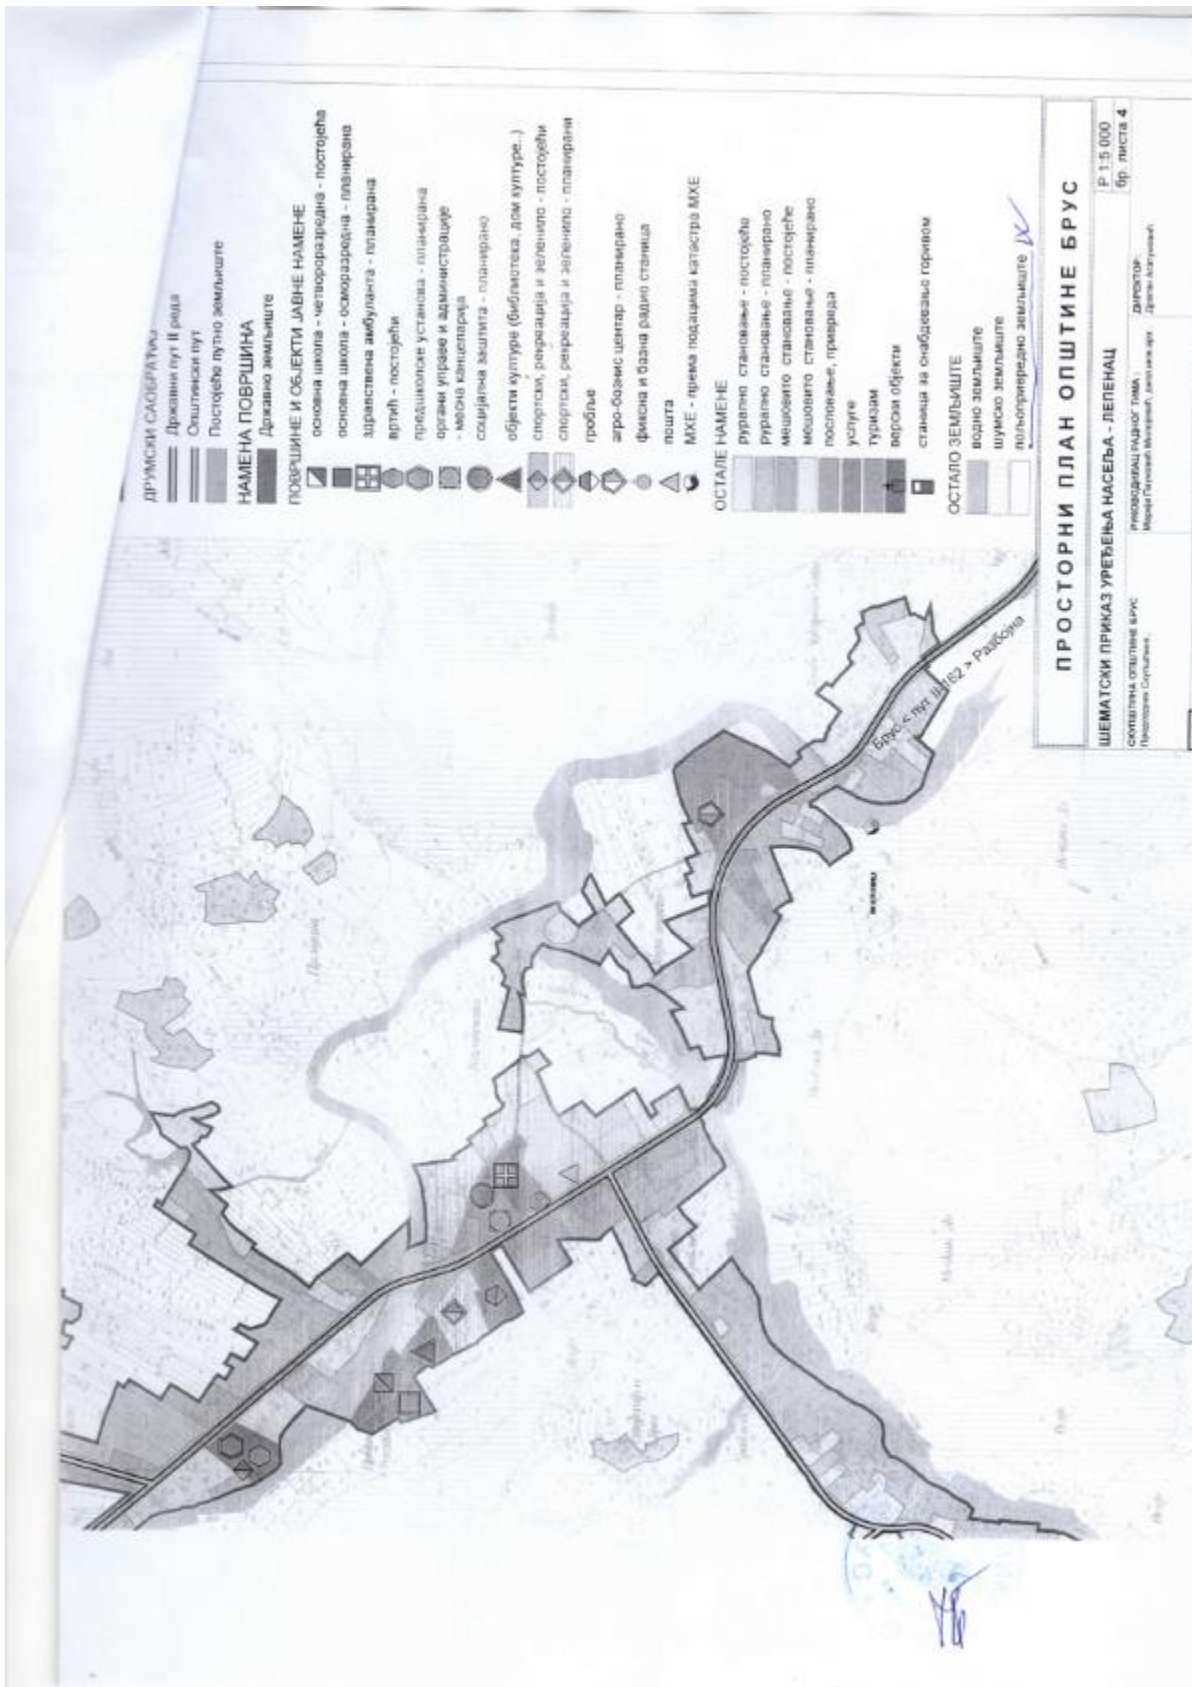 ДРУМСКИ САОБРАЋАЈ
Државни пут II реда
Општински пут
Постојеће путно земљиште
НАМЕНА ПОВРШИНА
Државно земљиште
ПОВРШИНЕ И ОБЈЕКТИ ЈАВНЕ НАМЕНЕ
основна школа - четвороразредна - постојећа
основна школа - осморазредна - планирана
здравствена амбуланта - планирана
вртић - постојећи
предшколске установа - планирана
органи управе и администрације
- месна канцеларија
социјална заштита - планирано
објекти културе (библиотека, дом културе..)
спортски, рекреација и зеленило - постојећи
спортски, рекреација и зеленило - планирани
гробље
агро-бизнис центар - планирано
фиксна и базна радио станица
пошта
МХЕ - према подацима катастра МХЕ
ОСТАЛЕ НАМЕНЕ
рурално становање - постојеће
рурално становање - планирано
мешовито становање - постојеће
мешовито становање - планирано
пословање, привреда
услуге
туризам
верски објекти
станица за снабдевање горивом
ОСТАЛО ЗЕМЉИШТЕ
водно земљиште
шумско земљиште
пољопривредно земљиште
Брус < пут II-162 > Разбојна
ПРОСТОРНИ ПЛАН ОПШТИНЕ БРУС
ШЕМАТСКИ ПРИКАЗ УРЕЂЕЊА НАСЕЉА - ЛЕПЕНАЦ
Р 1:5 000
бр. листа 4
СКУПШТИНА ОПШТИНЕ БРУС
Председник Скупштине,
РУКОВОДИЛАЦ РАДНОГ ТИМА :
ДИРЕКТОР: